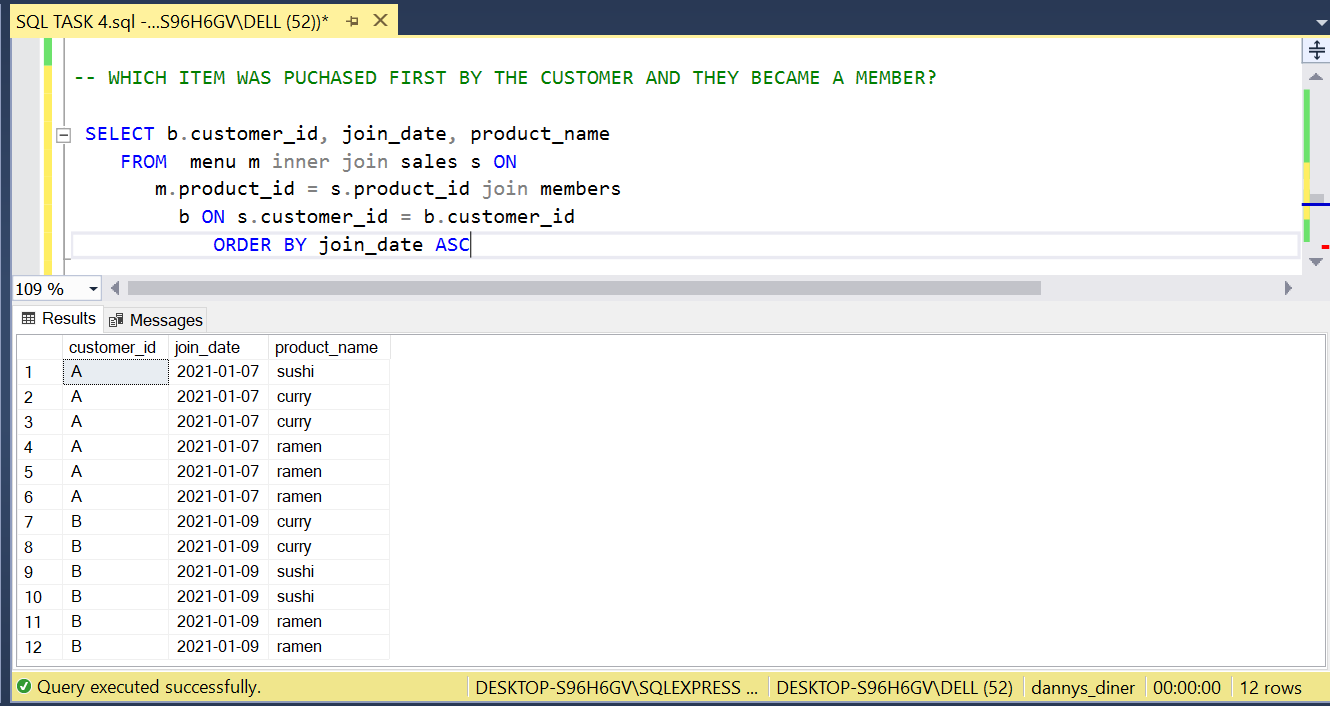 SQL TASK 4.sql -...S96H6GV\DELL (52))*
-- WHICH ITEM WAS PUCHASED FIRST BY THE CUSTOMER AND THEY BECAME A MEMBER?
SELECT b.customer_id, join_date, product_name
FROM menu m inner join sales s ON
m.product_id = s.product_id join members
b ON s.customer_id = b.customer_id
ORDER BY join_date ASC
109 %
Results Messages
customer_id join_date product_name
1 A 2021-01-07 sushi
2 A 2021-01-07 curry
3 A 2021-01-07 curry
4 A 2021-01-07 ramen
5 A 2021-01-07 ramen
6 A 2021-01-07 ramen
7 B 2021-01-09 curry
8 B 2021-01-09 curry
9 B 2021-01-09 sushi
10 B 2021-01-09 sushi
11 B 2021-01-09 ramen
12 B 2021-01-09 ramen
Query executed successfully. DESKTOP-S96H6GV\SQLEXPRESS ... DESKTOP-S96H6GV\DELL (52) dannys_diner 00:00:00 12 rows